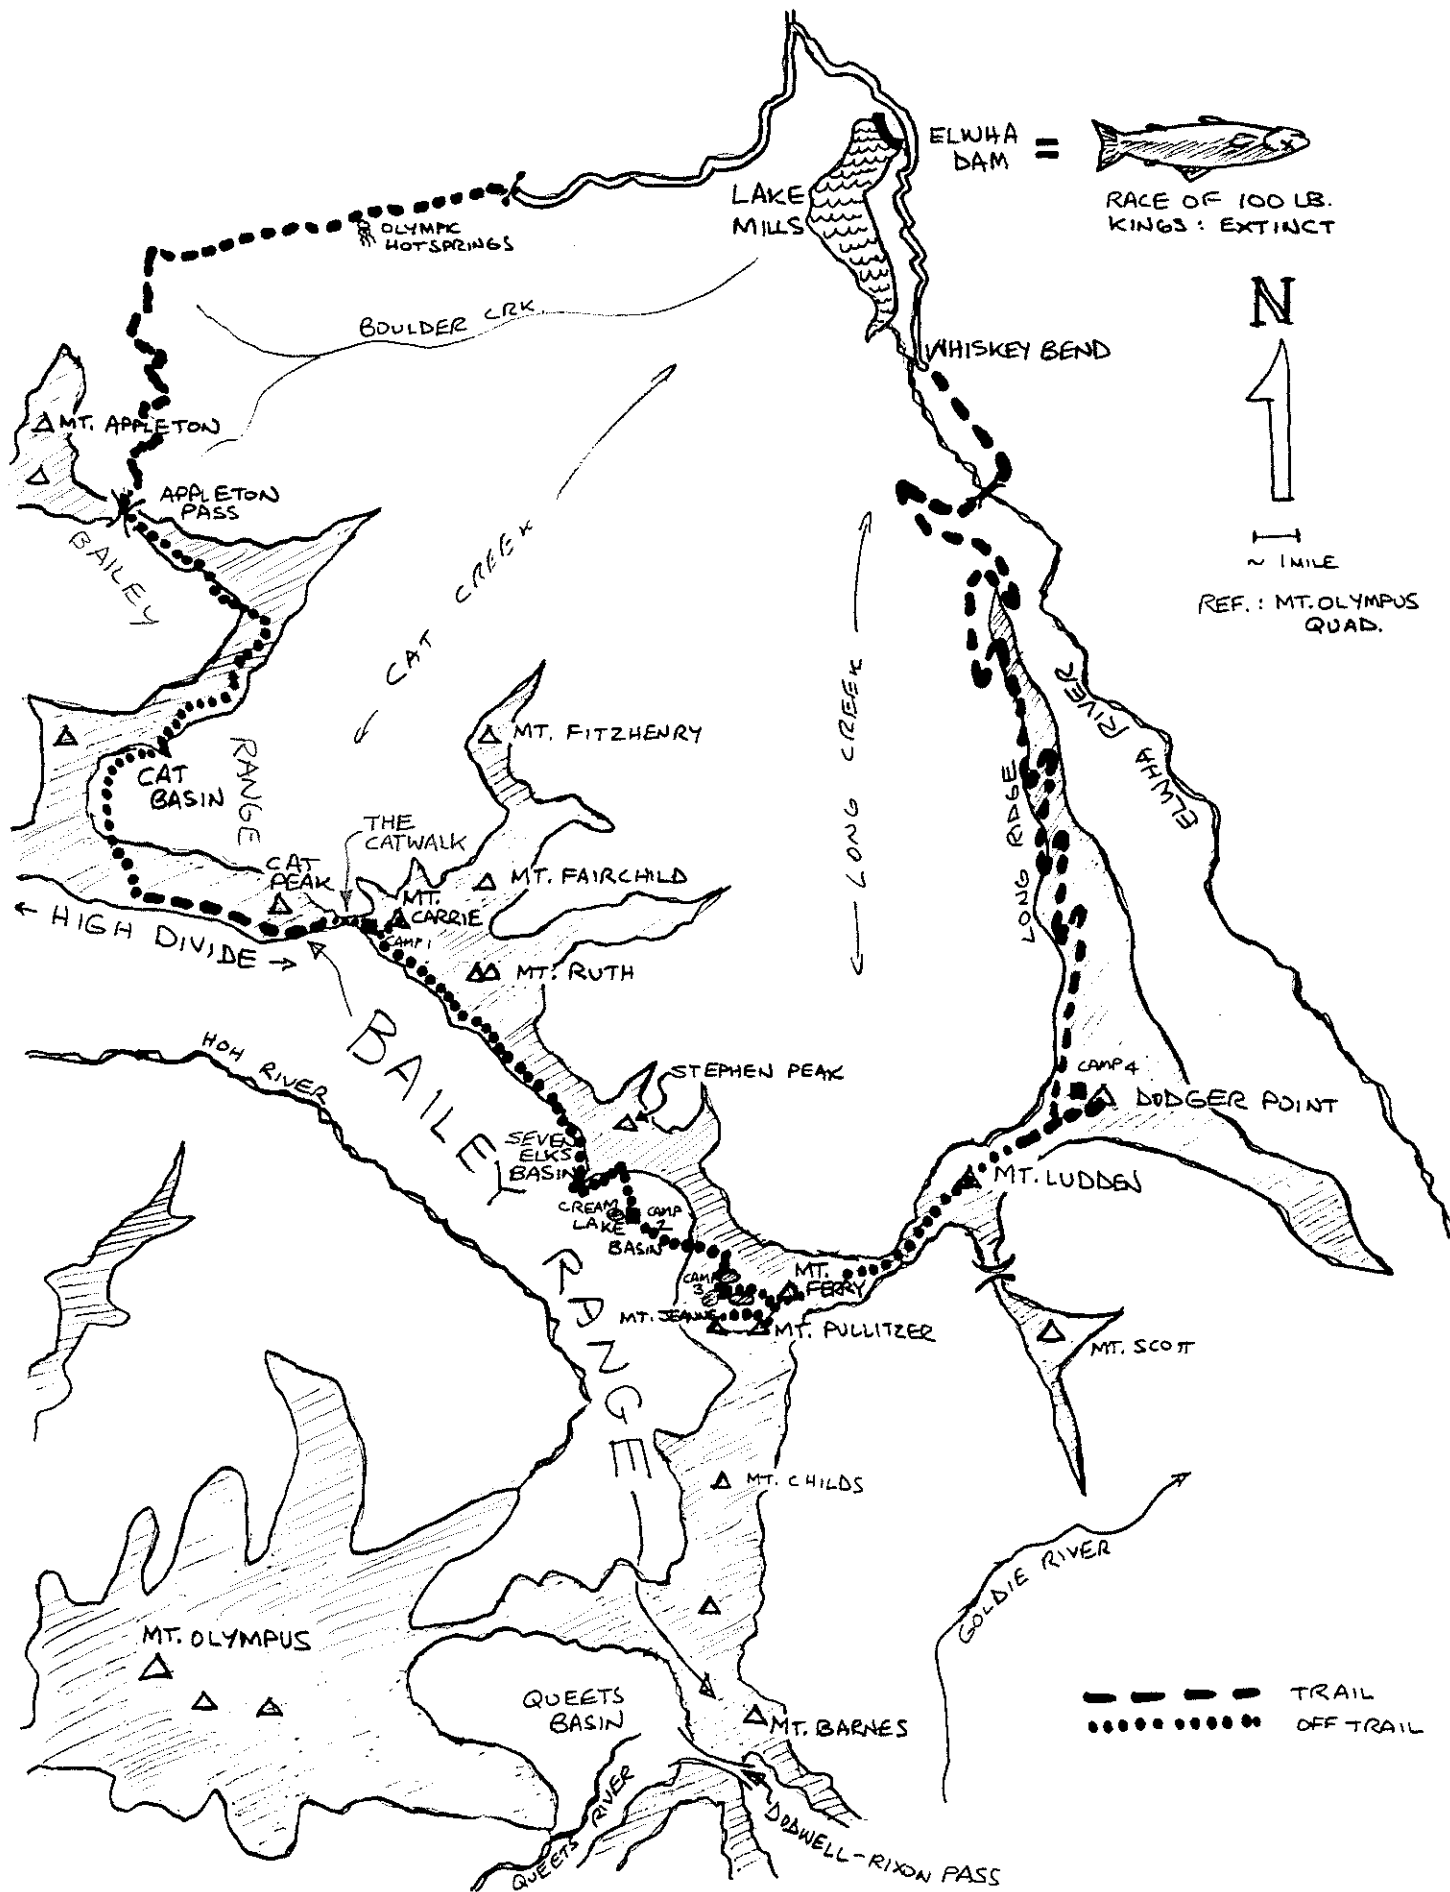 ELWHA
DAM =
RACE OF 100 LB.
KINGS: EXTINCT
LAKE
MILLS
OLYMPIC
HOTSPRINGS
BOULDER CRK.
N
WHISKEY BEND
~ 1 MILE
REF.: MT. OLYMPUS
QUAD.
MT. APPLETON
APPLETON
PASS
BAILEY
RANGE
CAT CREEK
LONG CREEK
ELWHA RIVER
ELWHA RIVER
MT. FITZHENRY
CAT
BASIN
THE
CATWALK
CAT
PEAK
MT. FAIRCHILD
MT.
CARRIE
CAMP 1
LONG RIDGE
HIGH DIVIDE
MT. RUTH
BAILEY
RANGE
HOH RIVER
STEPHEN PEAK
CAMP 4
DODGER POINT
SEVEN
ELKS
BASIN
MT. LUDDEN
CREAM
LAKE
BASIN
CAMP
2
CAMP
3
MT.
FERRY
MT. JEANNE
MT. PULLITZER
MT. SCOTT
MT. CHILDS
GOLDIE RIVER
MT. OLYMPUS
QUEETS
BASIN
MT. BARNES
TRAIL
OFF TRAIL
QUEETS RIVER
DODWELL-RIXON PASS